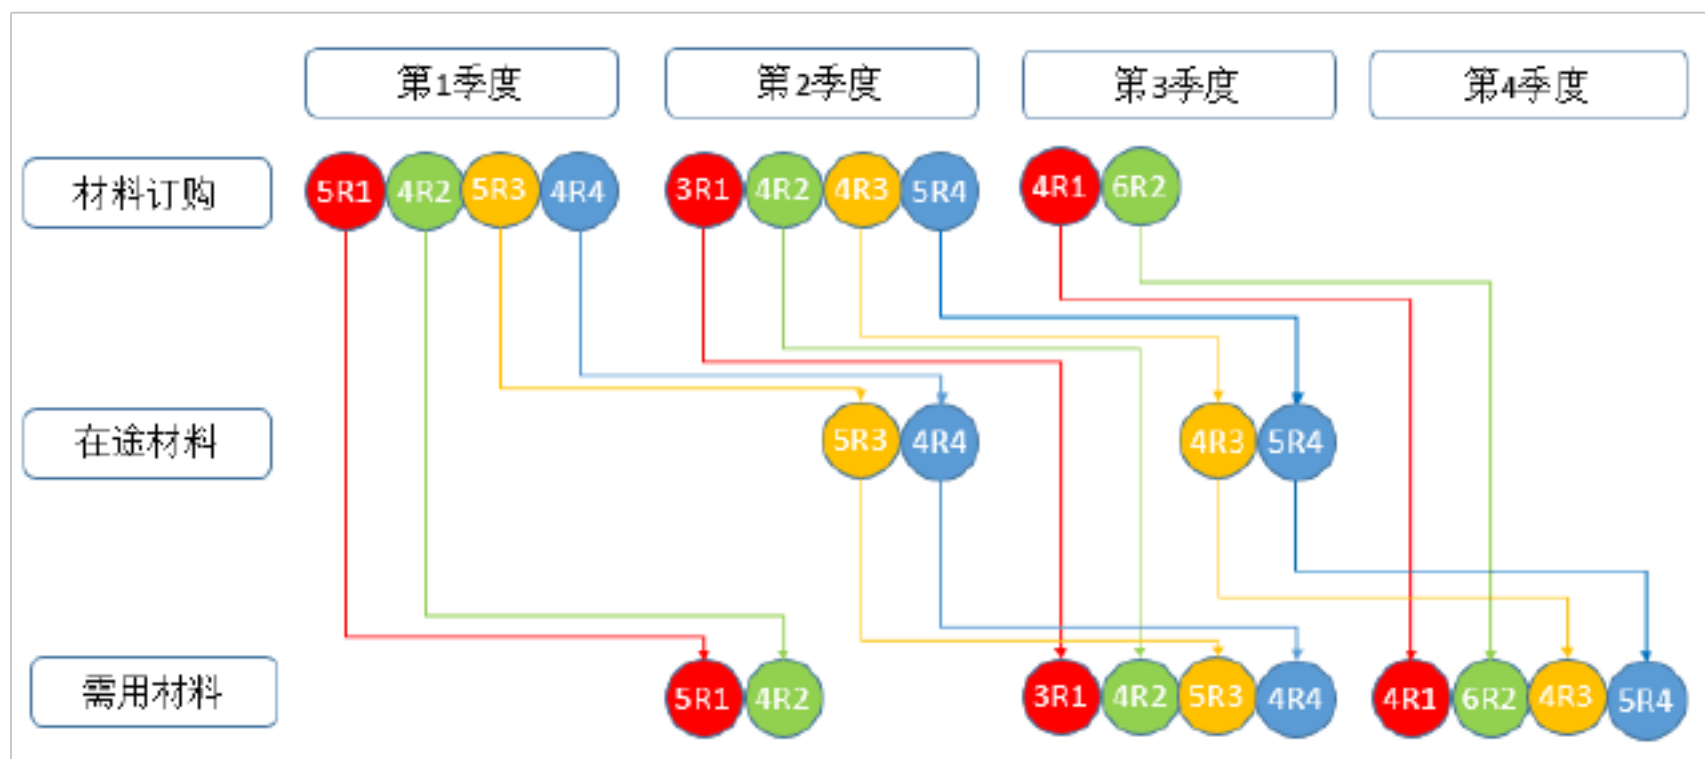 第1季度 第2季度 第3季度 第4季度
材料订购 5R1 4R2 5R3 4R4 3R1 4R2 4R3 5R4 4R1 6R2
在途材料 5R3 4R4 4R3 5R4
需用材料 5R1 4R2 3R1 4R2 5R3 4R4 4R1 6R2 4R3 5R4